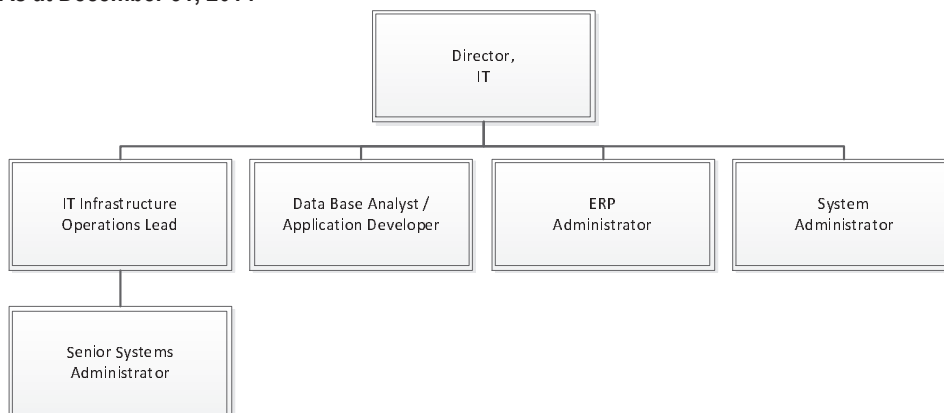 Director,
IT
IT Infrastructure
Operations Lead
Data Base Analyst /
Application Developer
ERP
Administrator
System
Administrator
Senior Systems
Administrator